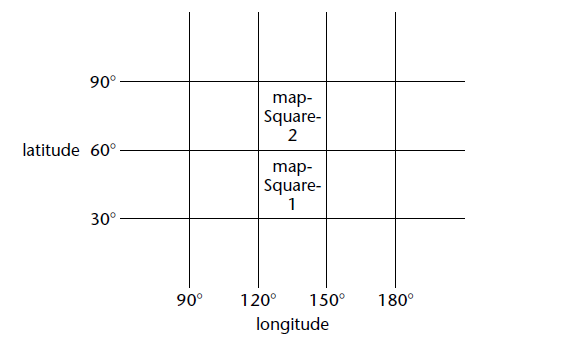 90°
map-
Square-
2
latitude 60°
map-
Square-
1
30°
90° 120° 150° 180°
longitude